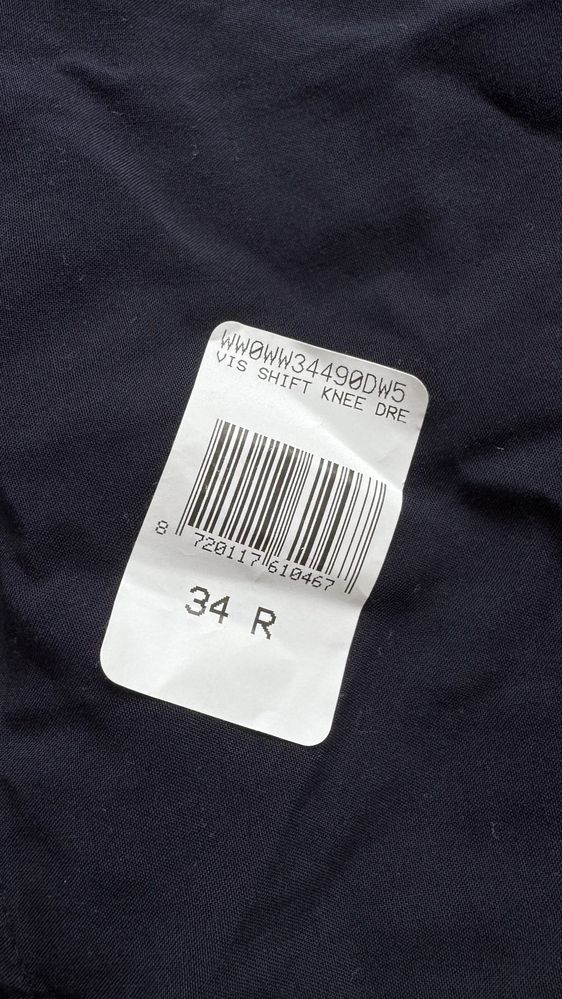 WW0WW34490DW5
VIS SHIFT KNEE DRE
8 720117 610467
34 R